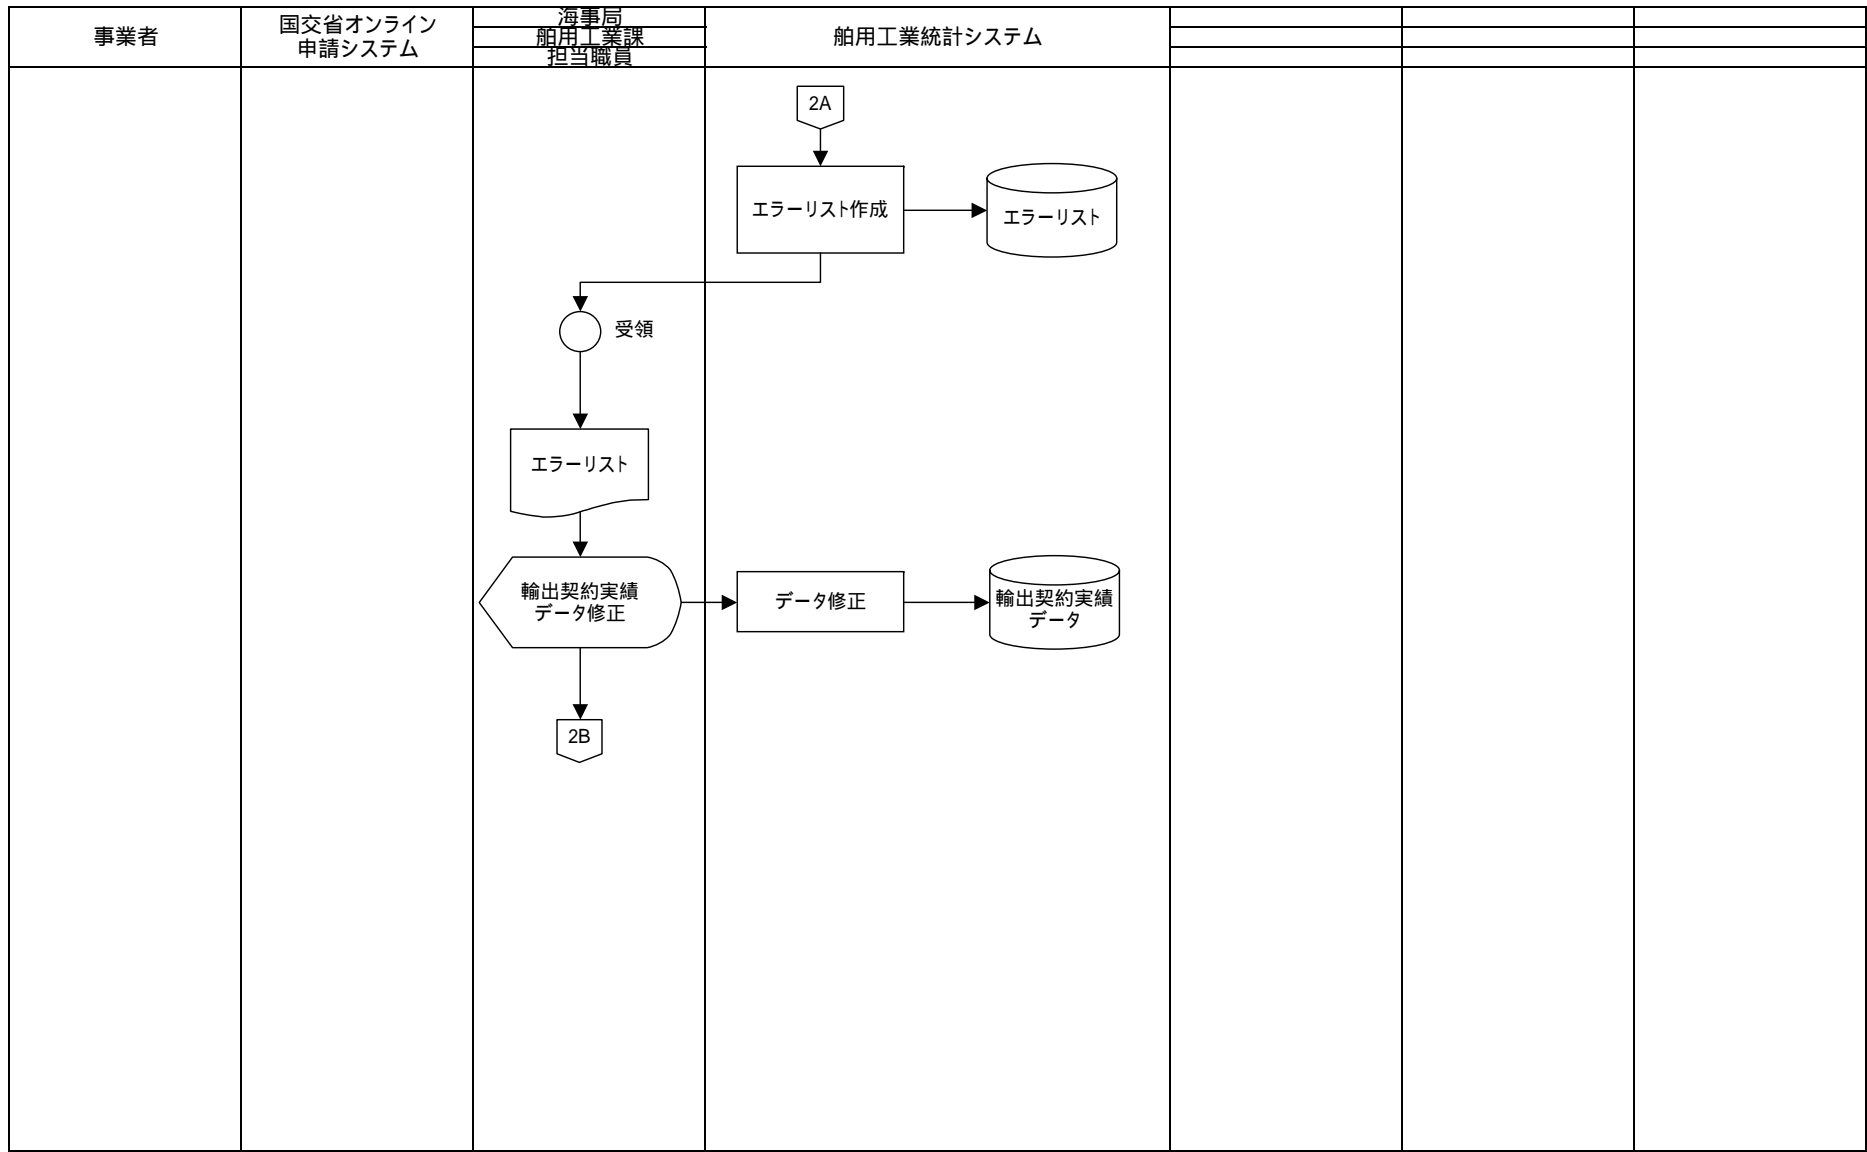 事業者
国交省オンライン
申請システム
海事局
舶用工業課
担当職員
舶用工業統計システム
2A
エラーリスト作成
エラーリスト
受領
エラーリスト
輸出契約実績
データ修正
データ修正
輸出契約実績
データ
2B